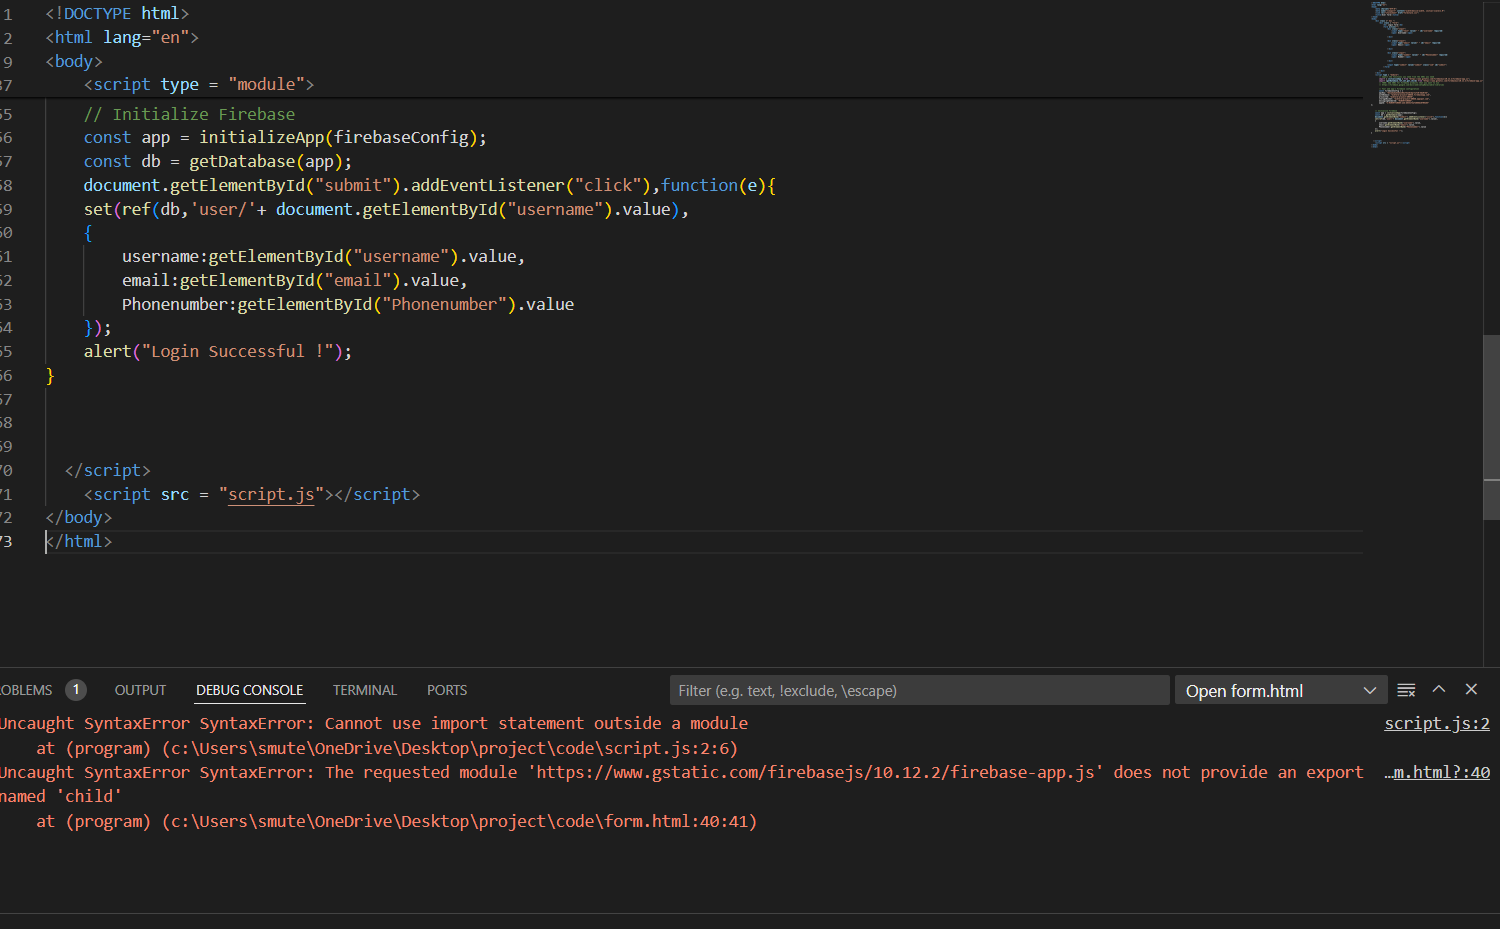 1 <!DOCTYPE html>
2 <html lang="en">
9 <body>
37 <script type = "module">
55 // Initialize Firebase
56 const app = initializeApp(firebaseConfig);
57 const db = getDatabase(app);
58 document.getElementById("submit").addEventListener("click"),function(e){
59 set(ref(db,'user/'+ document.getElementById("username").value),
60 {
61 username:getElementById("username").value,
62 email:getElementById("email").value,
63 Phonenumber:getElementById("Phonenumber").value
64 });
65 alert("Login Successful !");
66 }
67
68
69
70 </script>
71 <script src = "script.js"></script>
72 </body>
73 </html>
OBLEMS 1 OUTPUT DEBUG CONSOLE TERMINAL PORTS Filter (e.g. text, !exclude, \escape) Open form.html
Uncaught SyntaxError SyntaxError: Cannot use import statement outside a module script.js:2
at (program) (c:\Users\smute\OneDrive\Desktop\project\code\script.js:2:6)
Uncaught SyntaxError SyntaxError: The requested module 'https://www.gstatic.com/firebasejs/10.12.2/firebase-app.js' does not provide an export …m.html?:40
named 'child'
at (program) (c:\Users\smute\OneDrive\Desktop\project\code\form.html:40:41)